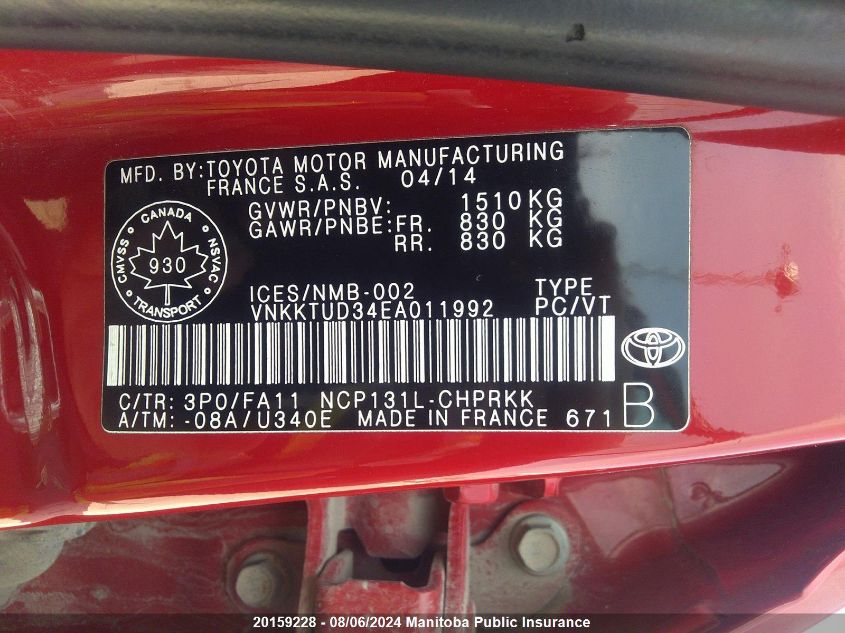 MFD. BY:TOYOTA MOTOR MANUFACTURING
FRANCE S.A.S. 04/14
GVWR/PNBV: 1510KG
GAWR/PNBE:FR. 830 KG
RR. 830 KG
CANADA
CMVSS 930 NSVAC
TRANSPORT
ICES/NMB-002 TYPE
VNKKTUD34EA011992 PC/VT
C/TR: 3P0/FA11 NCP131L-CHPRKK
A/TM: -08A/U340E MADE IN FRANCE 671 B
20159228 - 08/06/2024 Manitoba Public Insurance